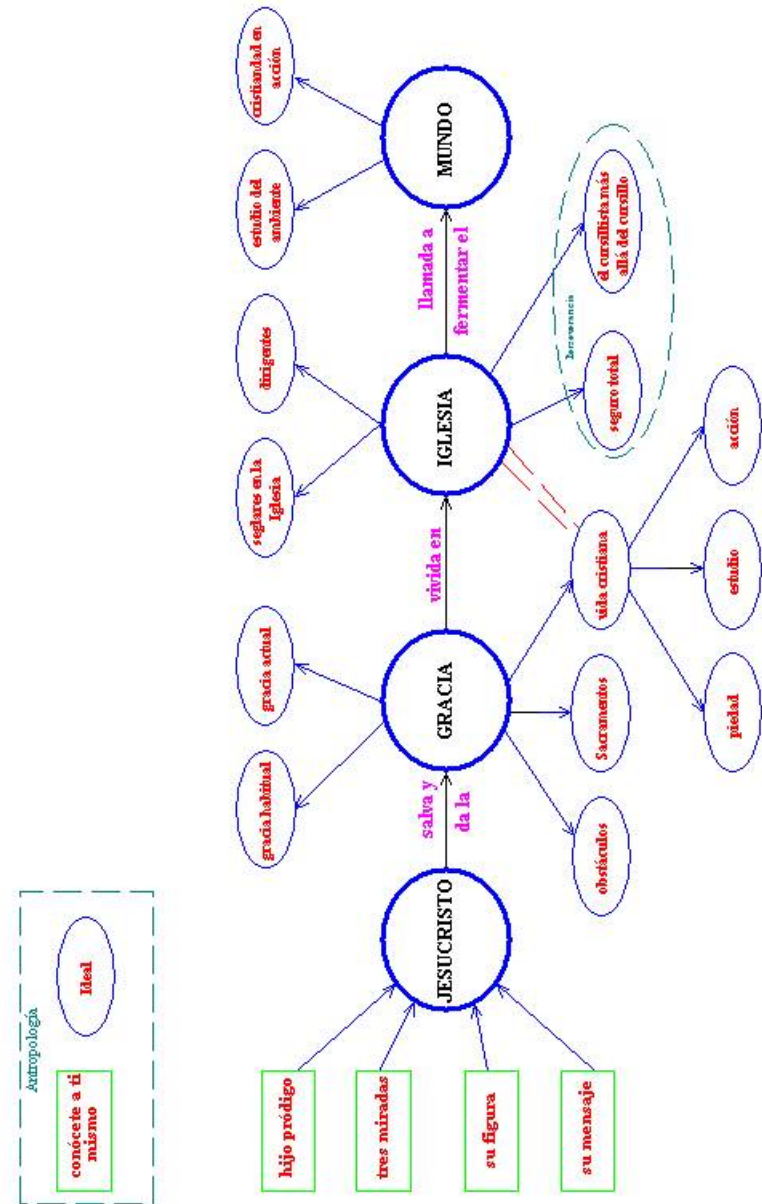 Antropología
conócete a ti
mismo
Ideal
hijo pródigo
tres miradas
su figura
su mensaje
JESUCRISTO
salva y
da la
GRACIA
gracia habitual
gracia actual
obstáculos
Sacramentos
vida cristiana
piedad
estudio
acción
vivida en
IGLESIA
seglares en la
Iglesia
dirigentes
Perseverancia
seguro total
el cursillista más
allá del cursillo
llamada a
fermentar el
MUNDO
estudio del
ambiente
cristiandad en
acción